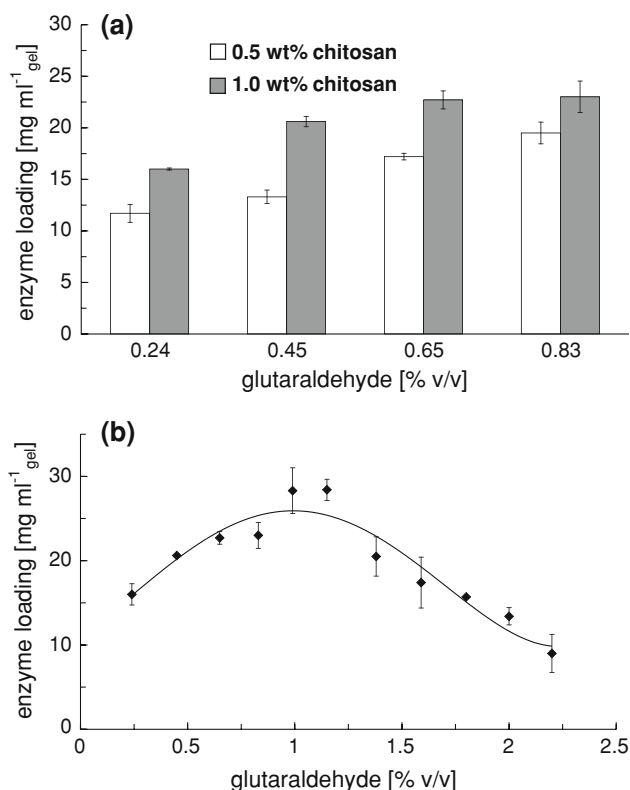 (a)
0.5 wt% chitosan
1.0 wt% chitosan
enzyme loading [mg ml⁻¹gel]
30
25
20
15
10
5
0
0.24 0.45 0.65 0.83
glutaraldehyde [% v/v]
(b)
enzyme loading [mg ml⁻¹gel]
30
20
10
0
0 0.5 1 1.5 2 2.5
glutaraldehyde [% v/v]